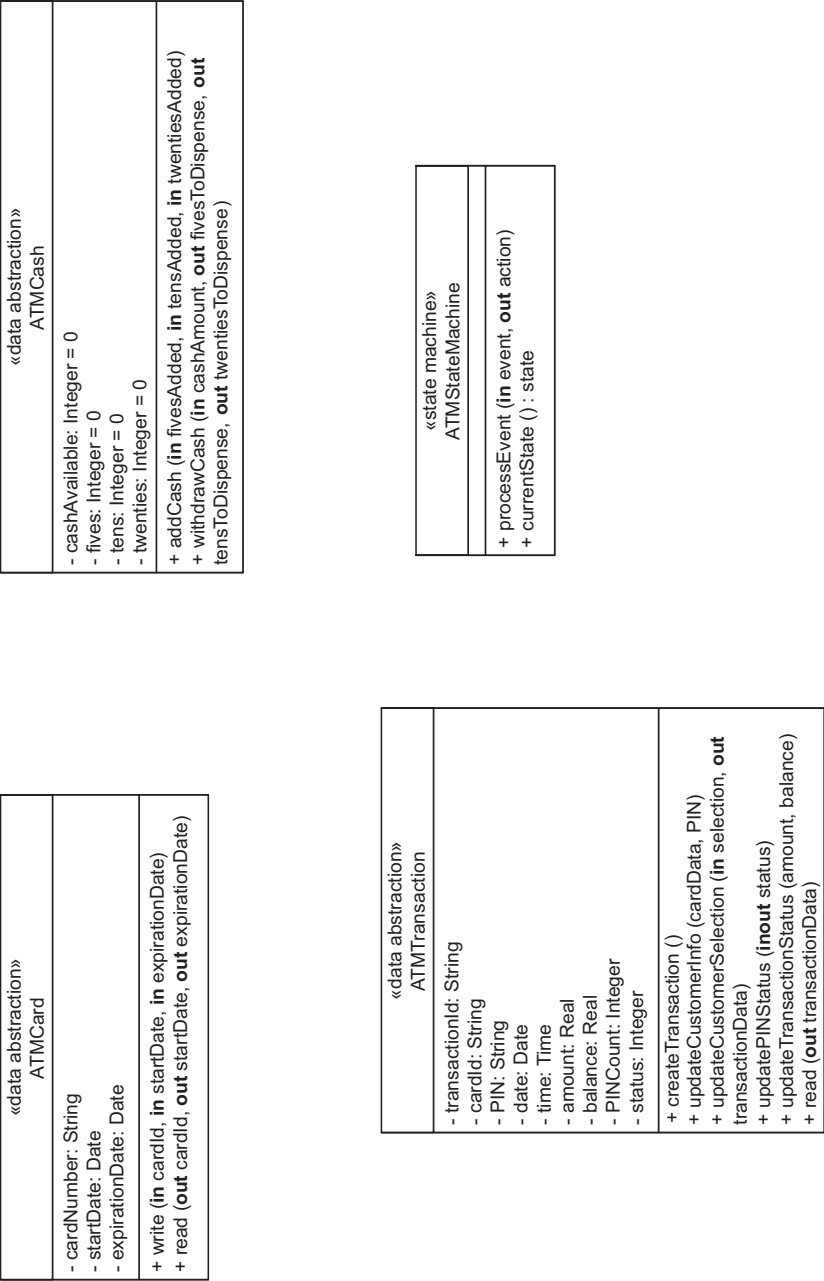 «data abstraction»
ATMCard
- cardNumber: String
- startDate: Date
- expirationDate: Date
+ write (in cardId, in startDate, in expirationDate)
+ read (out cardId, out startDate, out expirationDate)
«data abstraction»
ATMCash
- cashAvailable: Integer = 0
- fives: Integer = 0
- tens: Integer = 0
- twenties: Integer = 0
+ addCash (in fivesAdded, in tensAdded, in twentiesAdded)
+ withdrawCash (in cashAmount, out fivesToDispense, out
tensToDispense, out twentiesToDispense)
«data abstraction»
ATMTransaction
- transactionId: String
- cardId: String
- PIN: String
- date: Date
- time: Time
- amount: Real
- balance: Real
- PINCount: Integer
- status: Integer
+ createTransaction ()
+ updateCustomerInfo (cardData, PIN)
+ updateCustomerSelection (in selection, out
transactionData)
+ updatePINStatus (inout status)
+ updateTransactionStatus (amount, balance)
+ read (out transactionData)
«state machine»
ATMStateMachine
+ processEvent (in event, out action)
+ currentState () : state